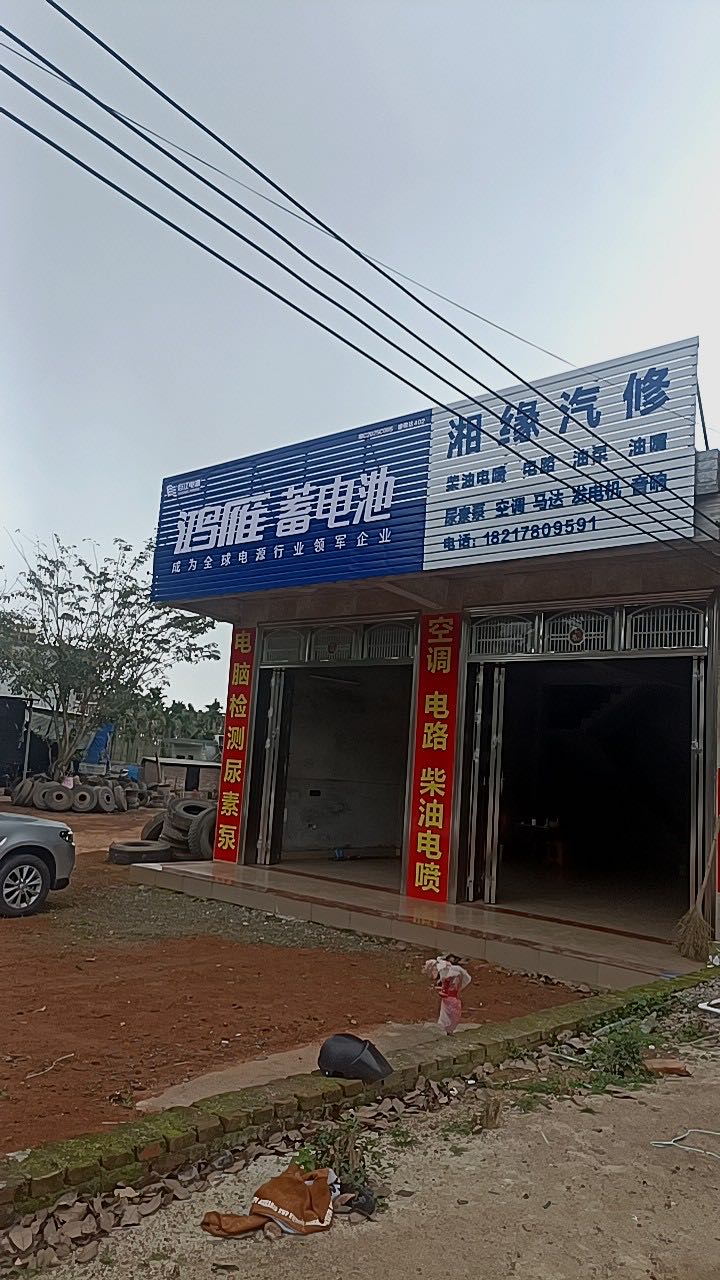 鸿雁 蓄电池
成为全球电源行业领军企业
湘缘汽修
柴油电喷 电路 油泵 油嘴
尿素泵 空调 马达 发电机 音响
电话：18217809591
电脑检测尿素泵
空调 电路 柴油电喷